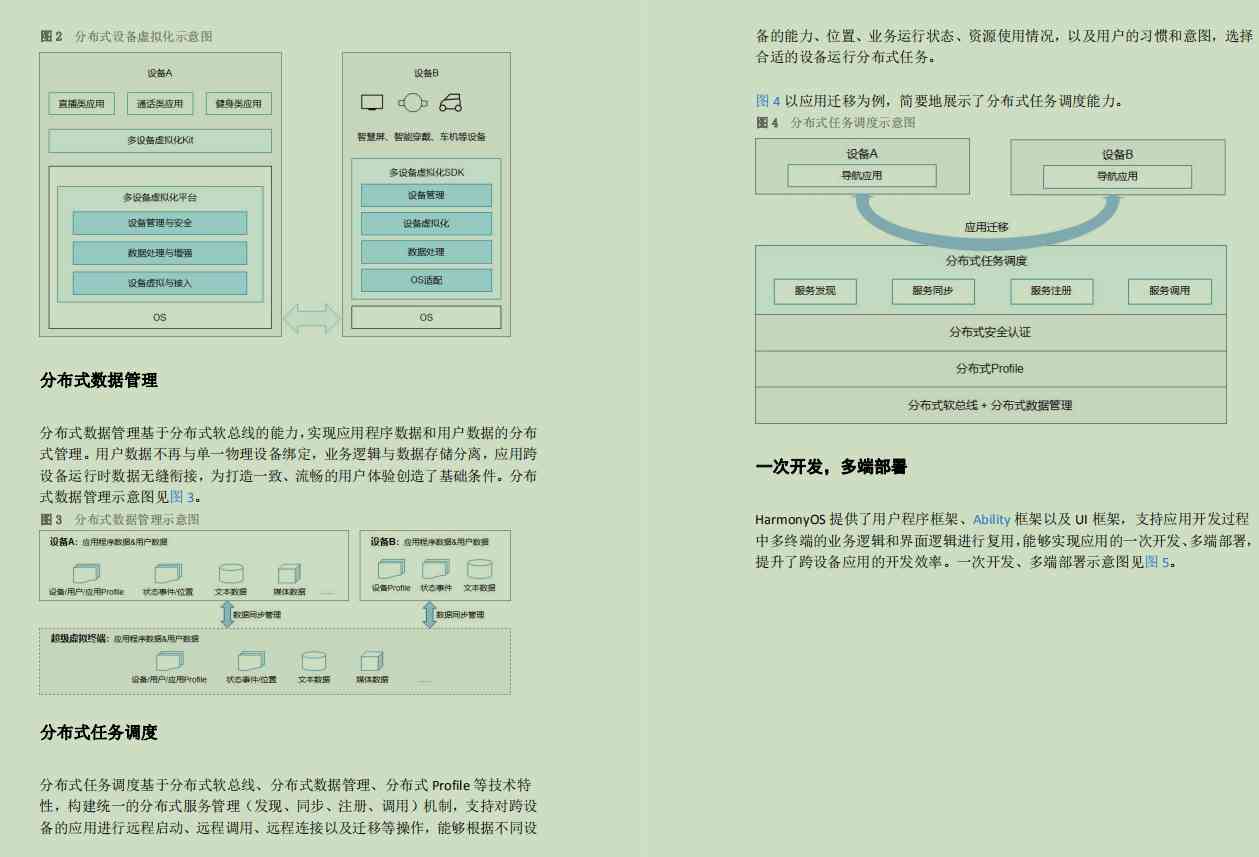 图 2 分布式设备虚拟化示意图
设备A
直播类应用 通话类应用 健身类应用
多设备虚拟化Kit
多设备虚拟化平台
设备管理与安全
数据处理与增强
设备虚拟与接入
OS
设备B
智慧屏、智能穿戴、车机等设备
多设备虚拟化SDK
设备管理
设备虚拟化
数据处理
OS适配
OS
分布式数据管理
分布式数据管理基于分布式软总线的能力,实现应用程序数据和用户数据的分布
式管理。用户数据不再与单一物理设备绑定，业务逻辑与数据存储分离，应用跨
设备运行时数据无缝衔接，为打造一致、流畅的用户体验创造了基础条件。分布
式数据管理示意图见图 3。
图 3 分布式数据管理示意图
设备A：应用程序数据&用户数据
设备/用户/应用Profile 状态事件/位置 文本数据 媒体数据 ......
设备B：应用程序数据&用户数据
设备Profile 状态事件 文本数据
数据同步管理 数据同步管理
超级虚拟终端：应用程序数据&用户数据
设备/用户/应用Profile 状态事件/位置 文本数据 媒体数据 ......
分布式任务调度
分布式任务调度基于分布式软总线、分布式数据管理、分布式 Profile 等技术特
性，构建统一的分布式服务管理（发现、同步、注册、调用）机制，支持对跨设
备的应用进行远程启动、远程调用、远程连接以及迁移等操作，能够根据不同设
备的能力、位置、业务运行状态、资源使用情况，以及用户的习惯和意图，选择
合适的设备运行分布式任务。
图 4 以应用迁移为例，简要地展示了分布式任务调度能力。
图 4 分布式任务调度示意图
设备A
导航应用
设备B
导航应用
应用迁移
分布式任务调度
服务发现 服务同步 服务注册 服务调用
分布式安全认证
分布式Profile
分布式软总线 + 分布式数据管理
一次开发，多端部署
HarmonyOS 提供了用户程序框架、Ability 框架以及 UI 框架，支持应用开发过程
中多终端的业务逻辑和界面逻辑进行复用,能够实现应用的一次开发、多端部署，
提升了跨设备应用的开发效率。一次开发、多端部署示意图见图 5。